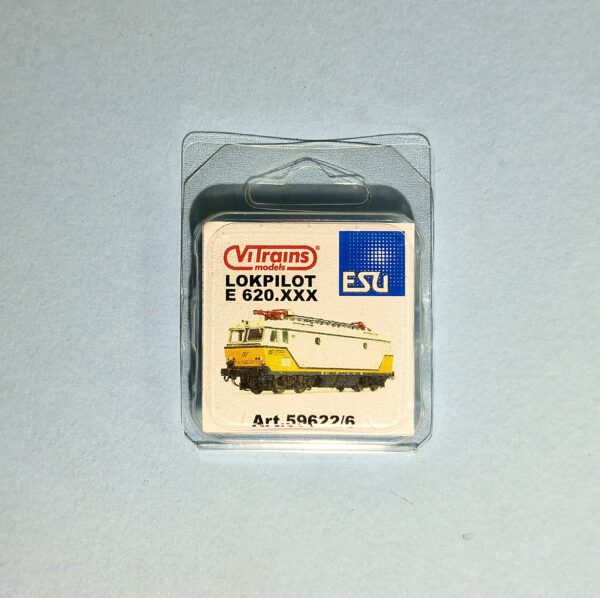 ViTrains®
models
ESU
LOKPILOT
E 620.XXX
Art.59622/6